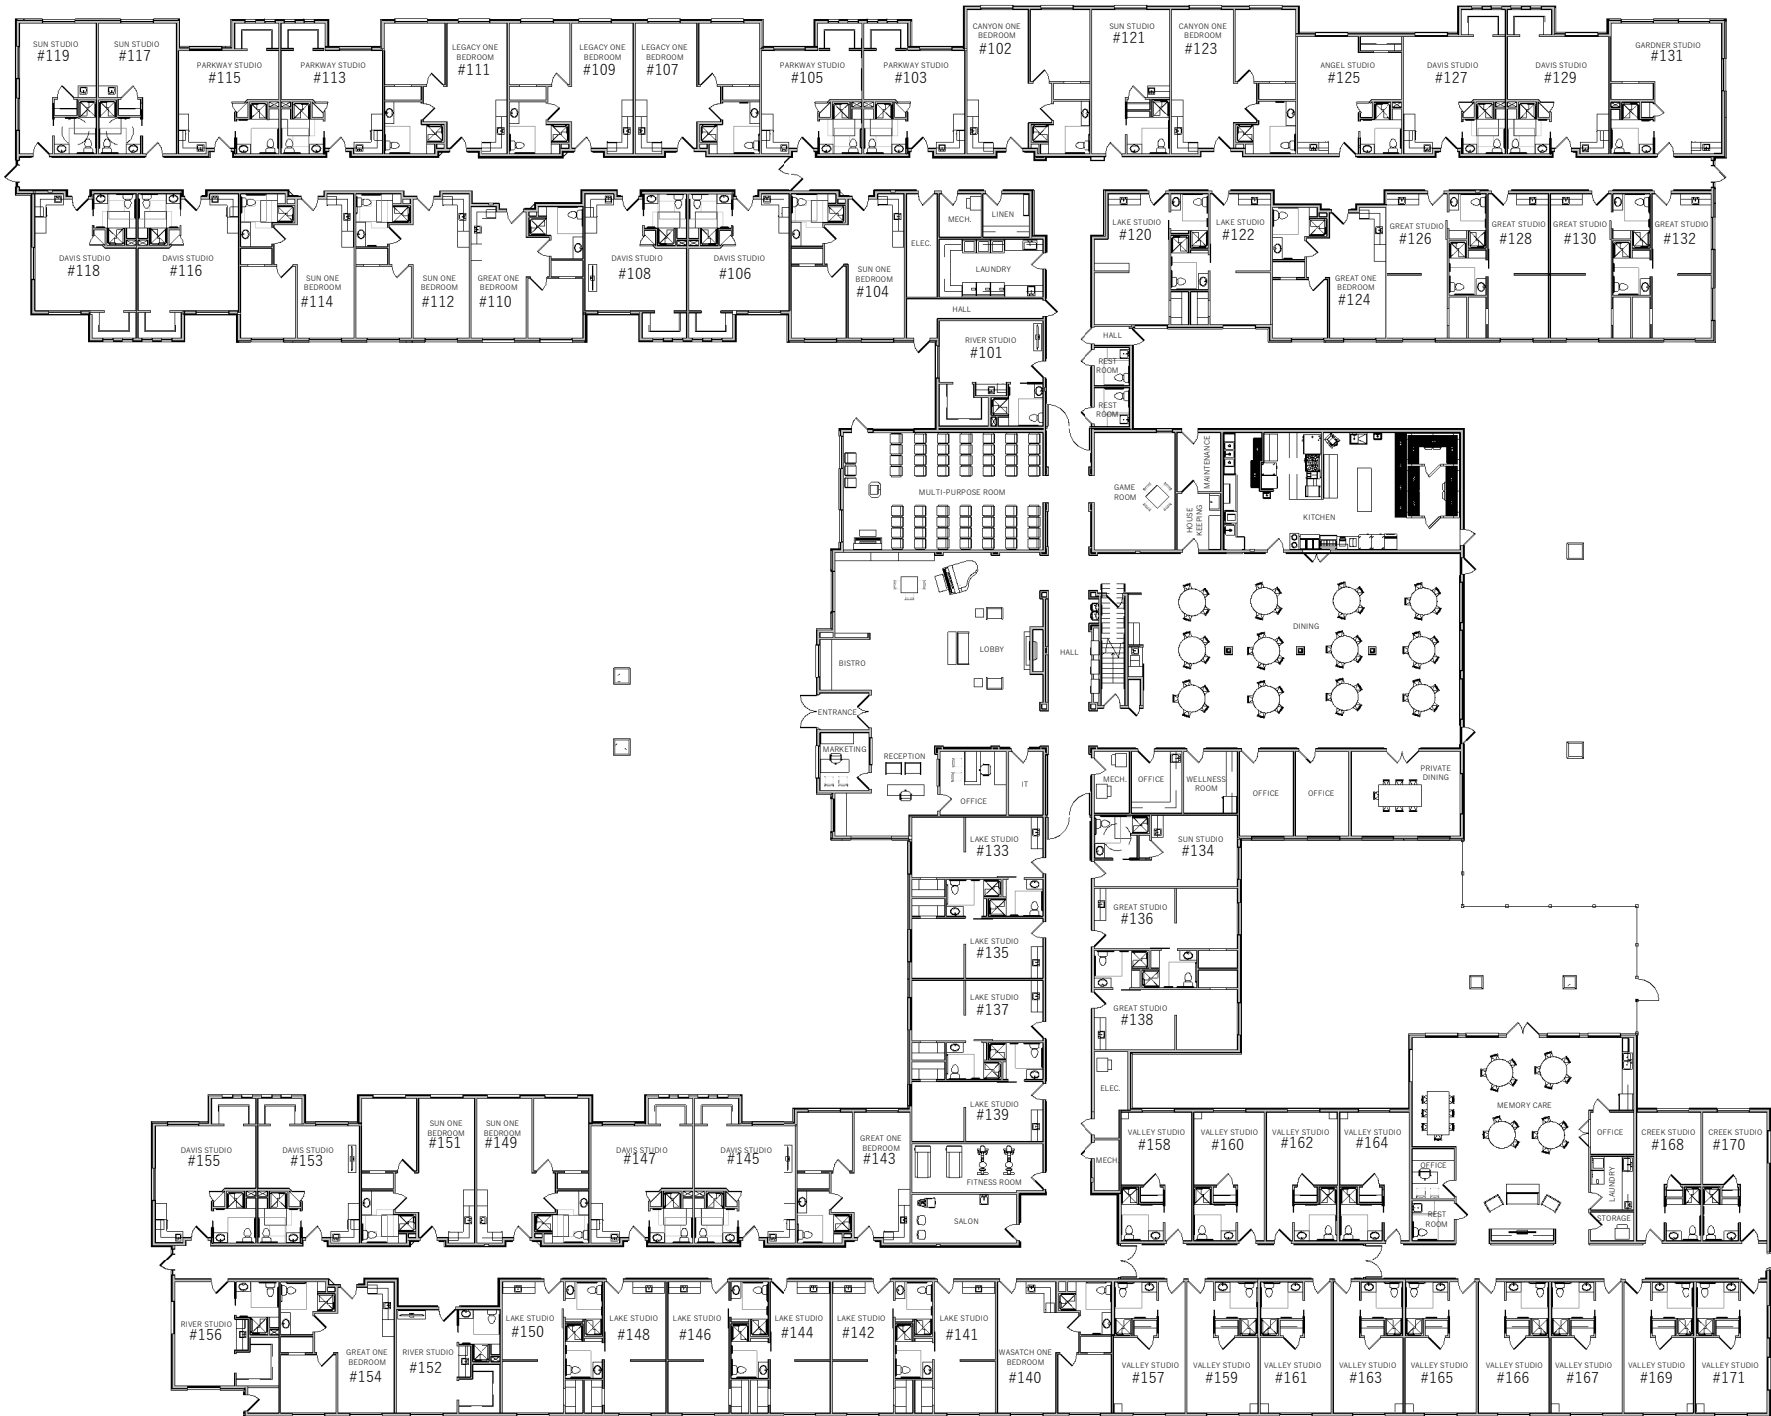 SUN STUDIO
#119
SUN STUDIO
#117
PARKWAY STUDIO
#115
PARKWAY STUDIO
#113
LEGACY ONE
BEDROOM
#111
LEGACY ONE
BEDROOM
#109
LEGACY ONE
BEDROOM
#107
PARKWAY STUDIO
#105
PARKWAY STUDIO
#103
CANYON ONE
BEDROOM
#102
SUN STUDIO
#121
CANYON ONE
BEDROOM
#123
ANGEL STUDIO
#125
DAVIS STUDIO
#127
DAVIS STUDIO
#129
GARDNER STUDIO
#131
DAVIS STUDIO
#118
DAVIS STUDIO
#116
SUN ONE
BEDROOM
#114
SUN ONE
BEDROOM
#112
GREAT ONE
BEDROOM
#110
DAVIS STUDIO
#108
DAVIS STUDIO
#106
SUN ONE
BEDROOM
#104
ELEC.
MECH.
LINEN
LAUNDRY
HALL
LAKE STUDIO
#120
LAKE STUDIO
#122
GREAT ONE
BEDROOM
#124
GREAT STUDIO
#126
GREAT STUDIO
#128
GREAT STUDIO
#130
GREAT STUDIO
#132
RIVER STUDIO
#101
HALL
REST
ROOM
REST
ROOM
MULTI-PURPOSE ROOM
GAME
ROOM
MAINTENANCE
HOUSE
KEEPING
KITCHEN
BISTRO
LOBBY
HALL
DINING
ENTRANCE
MARKETING
RECEPTION
OFFICE
IT
MECH.
OFFICE
WELLNESS
ROOM
OFFICE
OFFICE
PRIVATE
DINING
LAKE STUDIO
#133
SUN STUDIO
#134
GREAT STUDIO
#136
LAKE STUDIO
#135
LAKE STUDIO
#137
GREAT STUDIO
#138
ELEC.
LAKE STUDIO
#139
MECH
FITNESS ROOM
SALON
DAVIS STUDIO
#155
DAVIS STUDIO
#153
SUN ONE
BEDROOM
#151
SUN ONE
BEDROOM
#149
DAVIS STUDIO
#147
DAVIS STUDIO
#145
GREAT ONE
BEDROOM
#143
VALLEY STUDIO
#158
VALLEY STUDIO
#160
VALLEY STUDIO
#162
VALLEY STUDIO
#164
MEMORY CARE
OFFICE
OFFICE
LAUNDRY
REST
ROOM
STORAGE
CREEK STUDIO
#168
CREEK STUDIO
#170
RIVER STUDIO
#156
GREAT ONE
BEDROOM
#154
RIVER STUDIO
#152
LAKE STUDIO
#150
LAKE STUDIO
#148
LAKE STUDIO
#146
LAKE STUDIO
#144
LAKE STUDIO
#142
LAKE STUDIO
#141
WASATCH ONE
BEDROOM
#140
VALLEY STUDIO
#157
VALLEY STUDIO
#159
VALLEY STUDIO
#161
VALLEY STUDIO
#163
VALLEY STUDIO
#165
VALLEY STUDIO
#166
VALLEY STUDIO
#167
VALLEY STUDIO
#169
VALLEY STUDIO
#171